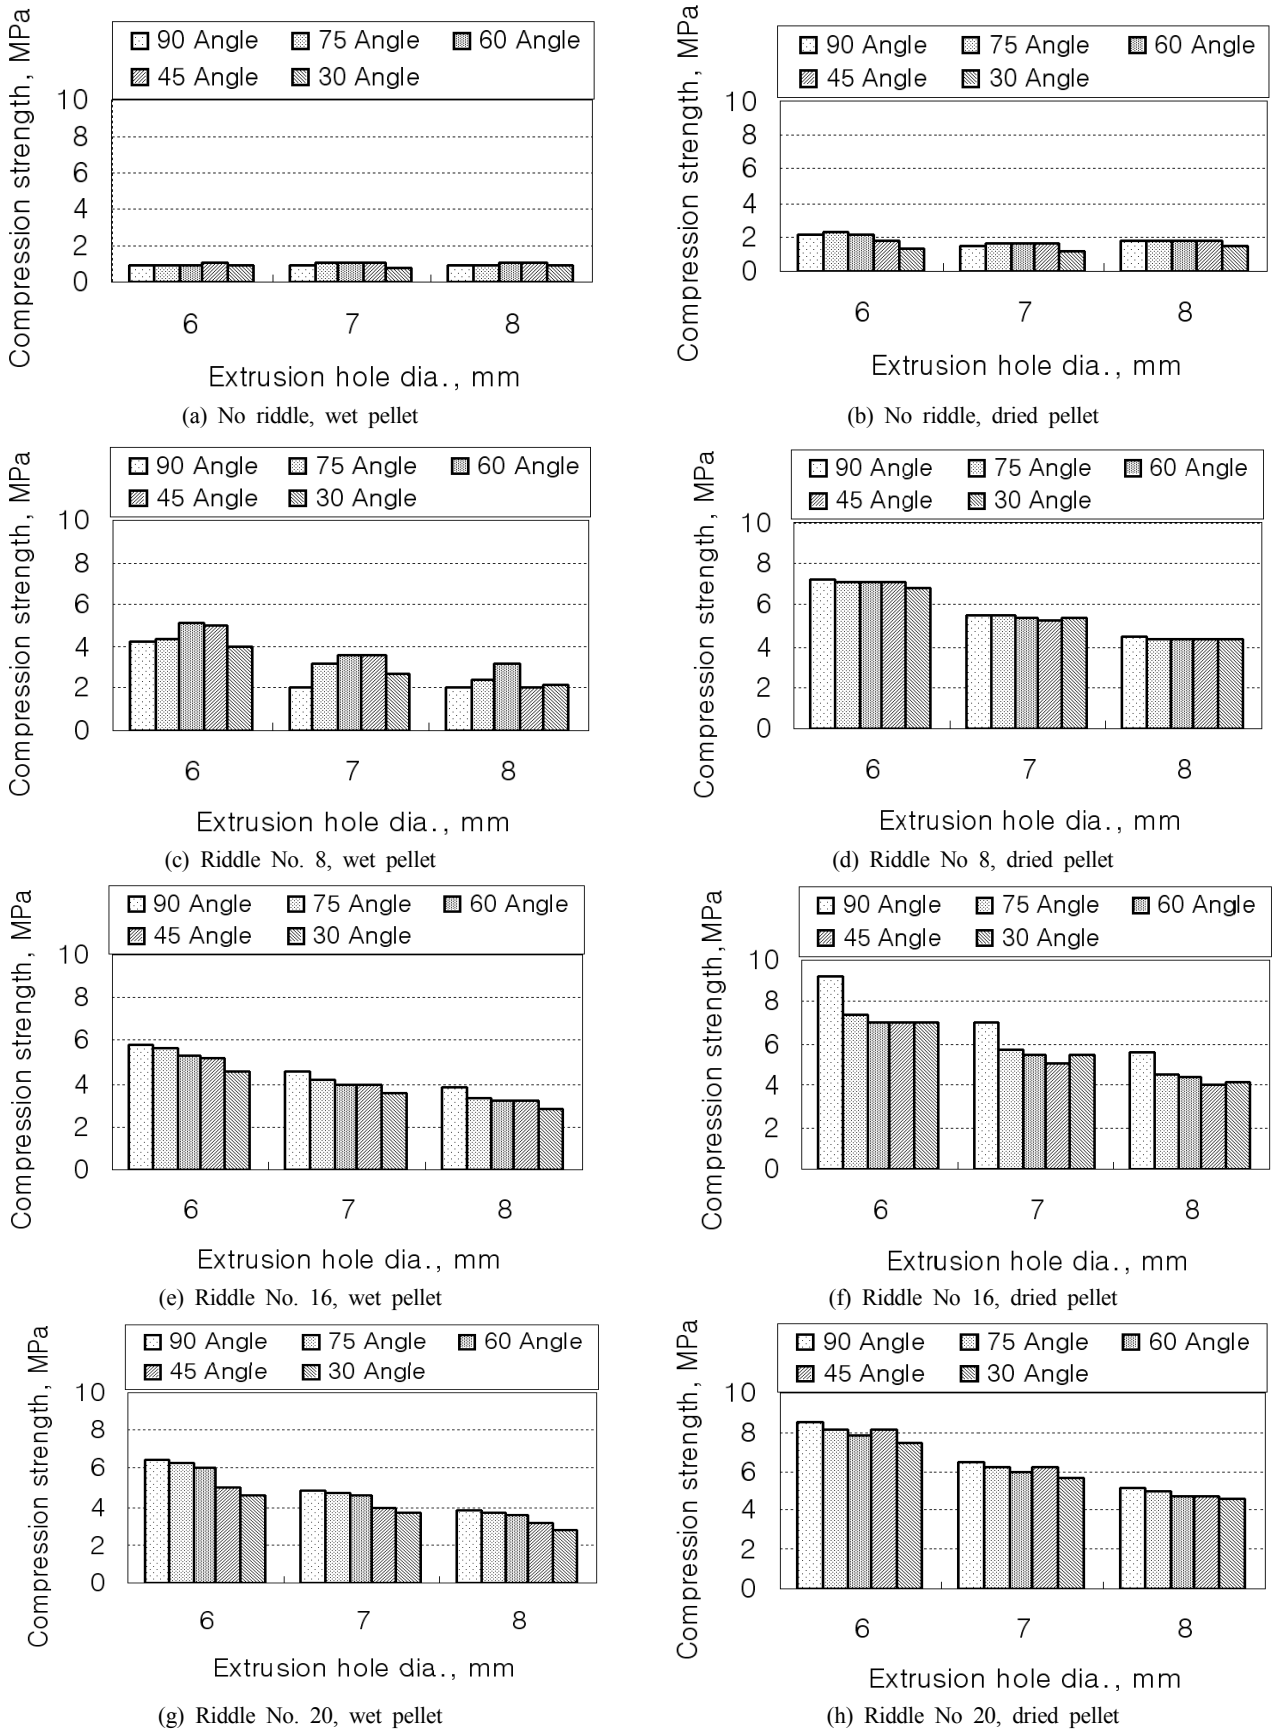 Compression strength, MPa
90 Angle 75 Angle 60 Angle
45 Angle 30 Angle
10
8
6
4
2
0
6 7 8
Extrusion hole dia., mm
(a) No riddle, wet pellet
Compression strength, MPa
90 Angle 75 Angle 60 Angle
45 Angle 30 Angle
10
8
6
4
2
0
6 7 8
Extrusion hole dia., mm
(b) No riddle, dried pellet
Compression strength, MPa
90 Angle 75 Angle 60 Angle
45 Angle 30 Angle
10
8
6
4
2
0
6 7 8
Extrusion hole dia., mm
(c) Riddle No. 8, wet pellet
Compression strength, MPa
90 Angle 75 Angle 60 Angle
45 Angle 30 Angle
10
8
6
4
2
0
6 7 8
Extrusion hole dia., mm
(d) Riddle No 8, dried pellet
Compression strength, MPa
90 Angle 75 Angle 60 Angle
45 Angle 30 Angle
10
8
6
4
2
0
6 7 8
Extrusion hole dia., mm
(e) Riddle No. 16, wet pellet
Compression strength,MPa
90 Angle 75 Angle 60 Angle
45 Angle 30 Angle
10
8
6
4
2
0
6 7 8
Extrusion hole dia., mm
(f) Riddle No 16, dried pellet
Compression strength, MPa
90 Angle 75 Angle 60 Angle
45 Angle 30 Angle
10
8
6
4
2
0
6 7 8
Extrusion hole dia., mm
(g) Riddle No. 20, wet pellet
Compression strength, MPa
90 Angle 75 Angle 60 Angle
45 Angle 30 Angle
10
8
6
4
2
0
6 7 8
Extrusion hole dia., mm
(h) Riddle No 20, dried pellet